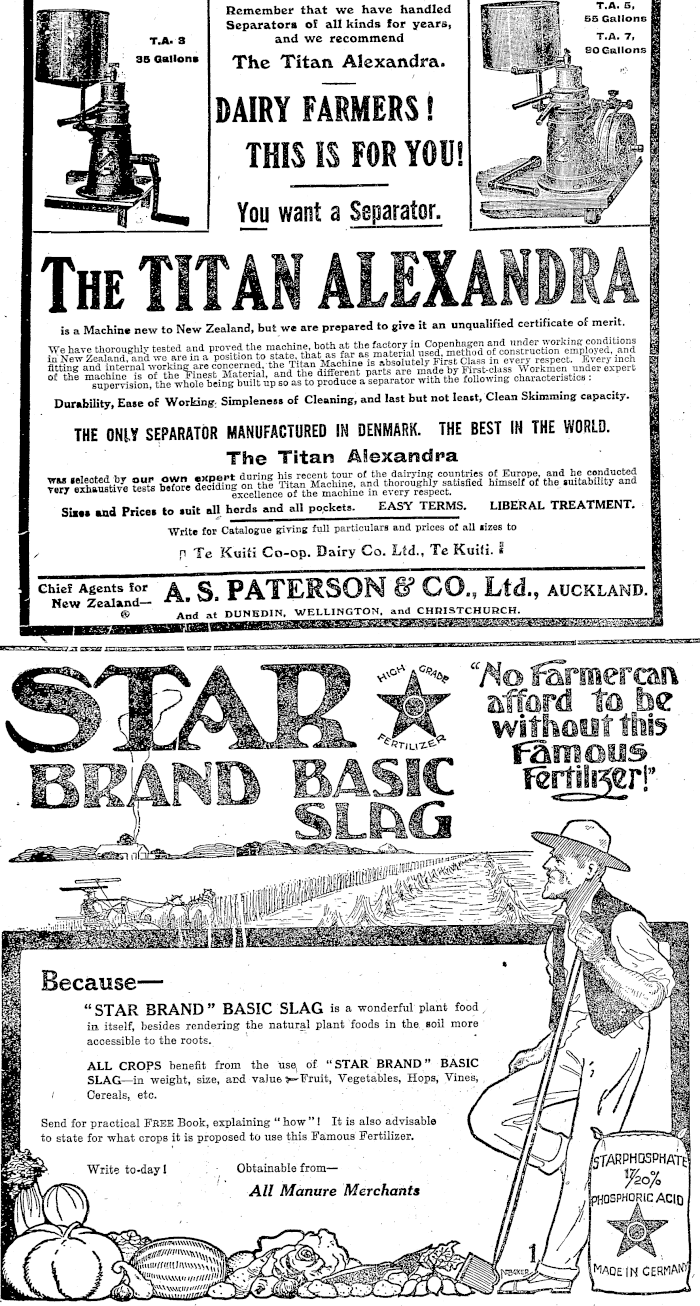 T.A. 3
35 Gallons
Remember that we have handled
Separators of all kinds for years,
and we recommend
The Titan Alexandra.
DAIRY FARMERS!
THIS IS FOR YOU!
You want a Separator.
T.A. 5,
55 Gallons
T.A. 7,
90 Gallons
THE TITAN ALEXANDRA
is a Machine new to New Zealand, but we are prepared to give it an unqualified certificate of merit.
We have thoroughly tested and proved the machine, both at the factory in Copenhagen and under working conditions
in New Zealand, and we are in a position to state, that as far as material used, method of construction employed, and
fitting and internal working are concerned, the Titan Machine is absolutely First Class in every respect. Every inch
of the machine is of the Finest Material, and the different parts are made by First-class Workmen under expert
supervision, the whole being built up so as to produce a separator with the following characteristics:
Durability, Ease of Working, Simpleness of Cleaning, and last but not least, Clean Skimming capacity.
THE ONLY SEPARATOR MANUFACTURED IN DENMARK. THE BEST IN THE WORLD.
The Titan Alexandra
was selected by our own expert during his recent tour of the dairying countries of Europe, and he conducted
very exhaustive tests before deciding on the Titan Machine, and thoroughly satisfied himself of the suitability and
excellence of the machine in every respect.
Sizes and Prices to suit all herds and all pockets. EASY TERMS. LIBERAL TREATMENT.
Write for Catalogue giving full particulars and prices of all sizes to
Te Kuiti Co-op. Dairy Co. Ltd., Te Kuiti.
Chief Agents for
New Zealand—
A. S. PATERSON & CO., Ltd., AUCKLAND.
And at DUNEDIN, WELLINGTON, and CHRISTCHURCH.
STAR
BRAND BASIC
SLAG
HIGH GRADE
FERTILIZER
"No Farmer can
afford to be
without this
Famous
Fertilizer!"
Because—
"STAR BRAND" BASIC SLAG is a wonderful plant food
in itself, besides rendering the natural plant foods in the soil more
accessible to the roots.
ALL CROPS benefit from the use of "STAR BRAND" BASIC
SLAG—in weight, size, and value—Fruit, Vegetables, Hops, Vines,
Cereals, etc.
Send for practical FREE Book, explaining "how"! It is also advisable
to state for what crops it is proposed to use this Famous Fertilizer.
Write to-day! Obtainable from—
All Manure Merchants
STARPHOSPHATE
17/20%
PHOSPHORIC ACID
MADE IN GERMANY
1